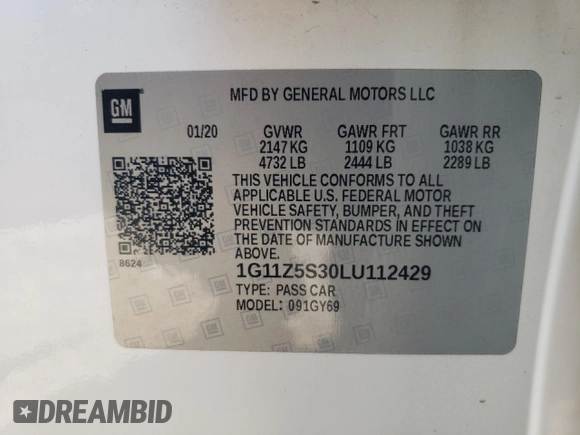 GM
MFD BY GENERAL MOTORS LLC
01/20 GVWR GAWR FRT GAWR RR
2147 KG 1109 KG 1038 KG
4732 LB 2444 LB 2289 LB
THIS VEHICLE CONFORMS TO ALL
APPLICABLE U.S. FEDERAL MOTOR
VEHICLE SAFETY, BUMPER, AND THEFT
PREVENTION STANDARDS IN EFFECT ON
THE DATE OF MANUFACTURE SHOWN
ABOVE.
8624
1G11Z5S30LU112429
TYPE: PASS CAR
MODEL: 091GY69
DREAMBID